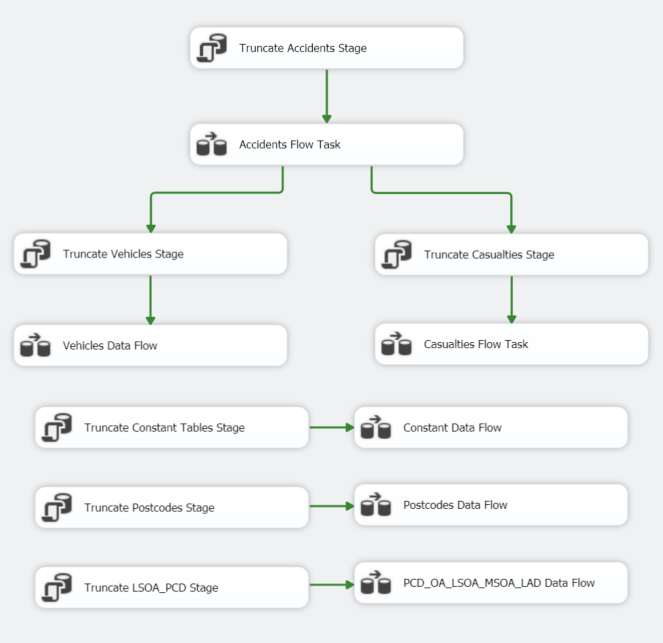 Truncate Accidents Stage
Accidents Flow Task
Truncate Vehicles Stage
Truncate Casualties Stage
Vehicles Data Flow
Casualties Flow Task
Truncate Constant Tables Stage
Constant Data Flow
Truncate Postcodes Stage
Postcodes Data Flow
Truncate LSOA_PCD Stage
PCD_OA_LSOA_MSOA_LAD Data Flow